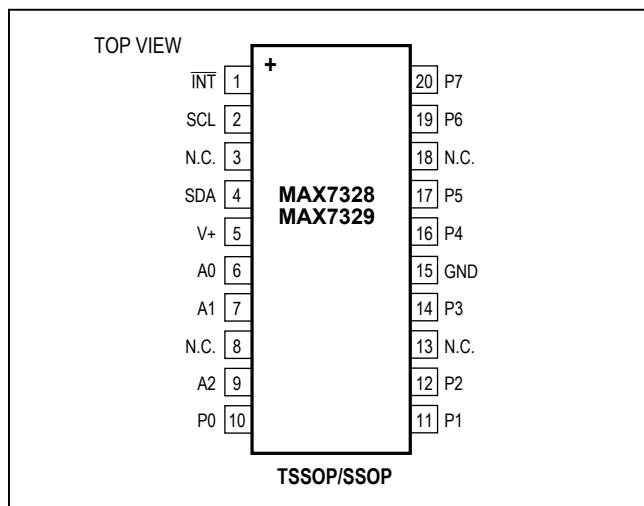 TOP VIEW
+
INT 1
SCL 2
N.C. 3
SDA 4
V+ 5
A0 6
A1 7
N.C. 8
A2 9
P0 10
MAX7328
MAX7329
20 P7
19 P6
18 N.C.
17 P5
16 P4
15 GND
14 P3
13 N.C.
12 P2
11 P1
TSSOP/SSOP